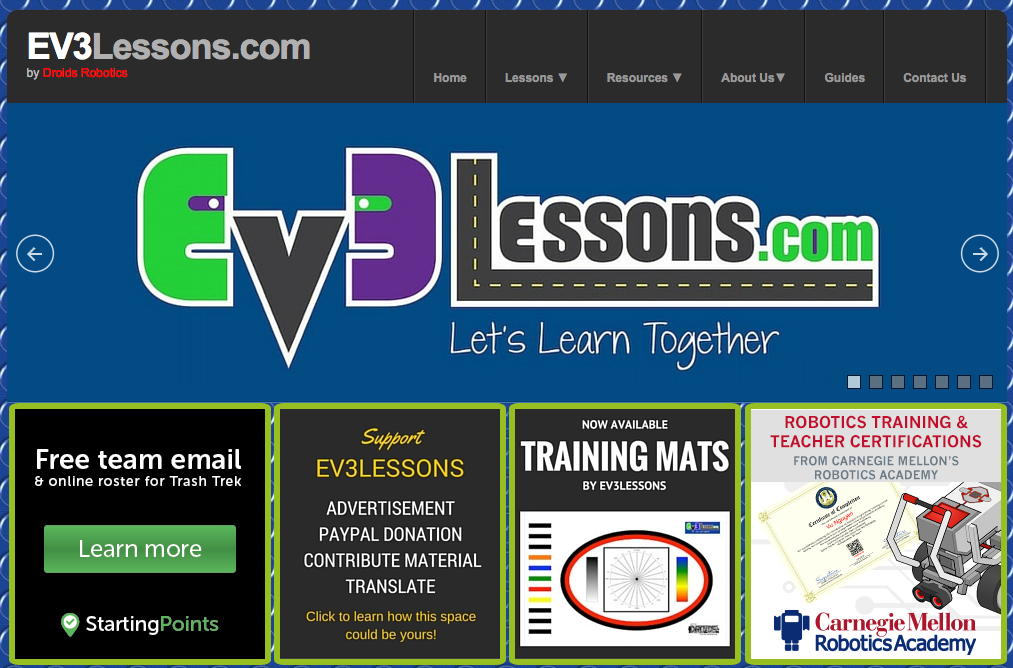 EV3Lessons.com
by Droids Robotics
Home
Lessons ▼
Resources ▼
About Us▼
Guides
Contact Us
EV3Lessons.com
Let's Learn Together
Free team email
& online roster for Trash Trek
Learn more
StartingPoints
Support
EV3LESSONS
ADVERTISEMENT
PAYPAL DONATION
CONTRIBUTE MATERIAL
TRANSLATE
Click to learn how this space
could be yours!
NOW AVAILABLE
TRAINING MATS
BY EV3LESSONS
ROBOTICS TRAINING &
TEACHER CERTIFICATIONS
FROM CARNEGIE MELLON'S
ROBOTICS ACADEMY
Certificate of Completion
Vu Nguyen
Carnegie Mellon
Robotics Academy